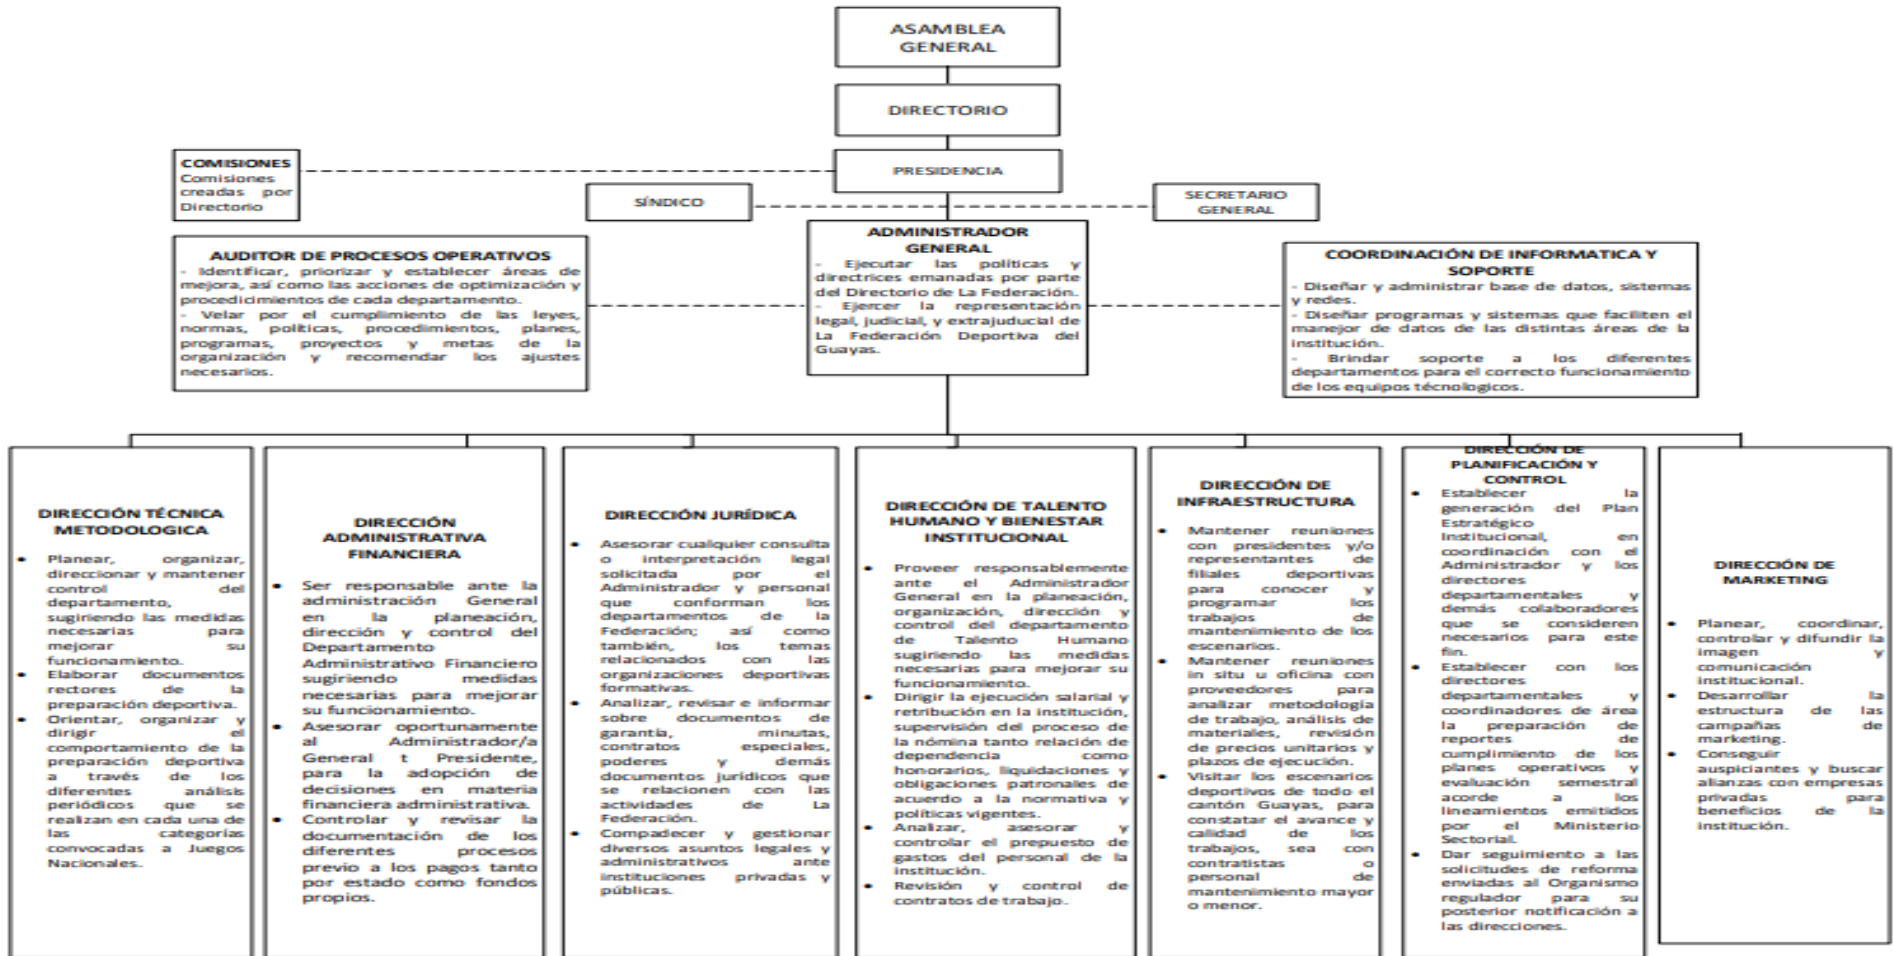 ASAMBLEA
GENERAL
DIRECTORIO
PRESIDENCIA
COMISIONES
Comisiones
creadas por
Directorio
SÍNDICO
SECRETARIO
GENERAL
AUDITOR DE PROCESOS OPERATIVOS
- Identificar, priorizar y establecer áreas de
mejora, así como las acciones de optimización y
procedicimientos de cada departamento.
- Velar por el cumplimiento de las leyes,
normas, políticas, procedimientos, planes,
programas, proyectos y metas de la
organización y recomendar los ajustes
necesarios.
ADMINISTRADOR
GENERAL
- Ejecutar las políticas y
directrices emanadas por parte
del Directorio de La Federación.
- Ejercer la representación
legal, judicial, y extrajuducial de
La Federación Deportiva del
Guayas.
COORDINACIÓN DE INFORMATICA Y
SOPORTE
- Diseñar y administrar base de datos, sistemas
y redes.
- Diseñar programas y sistemas que faciliten el
manejor de datos de las distintas áreas de la
institución.
- Brindar soporte a los diferentes
departamentos para el correcto funcionamiento
de los equipos técnologicos.
DIRECCIÓN TÉCNICA
METODOLOGICA
• Planear, organizar,
direccionar y mantener
control del
departamento,
sugiriendo las medidas
necesarias para
mejorar su
funcionamiento.
• Elaborar documentos
rectores de la
preparación deportiva.
• Orientar, organizar y
dirigir el
comportamiento de la
preparación deportiva
a través de los
diferentes análisis
periódicos que se
realizan en cada una de
las categorías
convocadas a Juegos
Nacionales.
DIRECCIÓN
ADMINISTRATIVA
FINANCIERA
• Ser responsable ante la
administración General
en la planeación,
dirección y control del
Departamento
Administrativo Financiero
sugiriendo medidas
necesarias para mejorar
su funcionamiento.
• Asesorar oportunamente
al Administrador/a
General t Presidente,
para la adopción de
decisiones en materia
financiera administrativa.
• Controlar y revisar la
documentación de los
diferentes procesos
previo a los pagos tanto
por estado como fondos
propios.
DIRECCIÓN JURÍDICA
• Asesorar cualquier consulta
o interpretación legal
solicitada por el
Administrador y personal
que conforman los
departamentos de la
Federación; así como
también, los temas
relacionados con las
organizaciones deportivas
formativas.
• Analizar, revisar e informar
sobre documentos de
garantía, minutas,
contratos especiales,
poderes y demás
documentos jurídicos que
se relacionen con las
actividades de La
Federación.
• Compadecer y gestionar
diversos asuntos legales y
administrativos ante
instituciones privadas y
públicas.
DIRECCIÓN DE TALENTO
HUMANO Y BIENESTAR
INSTITUCIONAL
• Proveer responsablemente
ante el Administrador
General en la planeación,
organización, dirección y
control del departamento
de Talento Humano
sugiriendo las medidas
necesarias para mejorar su
funcionamiento.
• Dirigir la ejecución salarial y
retribución en la institución,
supervisión del proceso de
la nómina tanto relación de
dependencia como
honorarios, liquidaciones y
obligaciones patronales de
acuerdo a la normativa y
políticas vigentes.
• Analizar, asesorar y
controlar el prepuesto de
gastos del personal de la
institución.
• Revisión y control de
contratos de trabajo.
DIRECCIÓN DE
INFRAESTRUCTURA
• Mantener reuniones
con presidentes y/o
representantes de
filiales deportivas
para conocer y
programar los
trabajos de
mantenimiento de los
escenarios.
• Mantener reuniones
in situ u oficina con
proveedores para
analizar metodología
de trabajo, análisis de
materiales, revisión
de precios unitarios y
plazos de ejecución.
• Visitar los escenarios
deportivos de todo el
cantón Guayas, para
constatar el avance y
calidad de los
trabajos, sea con
contratistas o
personal de
mantenimiento mayor
o menor.
DIRECCIÓN DE
PLANIFICACIÓN Y
CONTROL
• Establecer la
generación del Plan
Estratégico
Institucional, en
coordinación con el
Administrador y los
directores
departamentales y
demás colaboradores
que se consideren
necesarios para este
fin.
• Establecer con los
directores
departamentales y
coordinadores de área
la preparación de
reportes de
cumplimiento de los
planes operativos y
evaluación semestral
acorde a los
lineamientos emitidos
por el Ministerio
Sectorial.
• Dar seguimiento a las
solicitudes de reforma
enviadas al Organismo
regulador para su
posterior notificación a
las direcciones.
DIRECCIÓN DE
MARKETING
• Planear, coordinar,
controlar y difundir la
imagen y
comunicación
institucional.
• Desarrollar la
estructura de las
campañas de
marketing.
• Conseguir
auspiciantes y buscar
alianzas con empresas
privadas para
beneficios de la
institución.